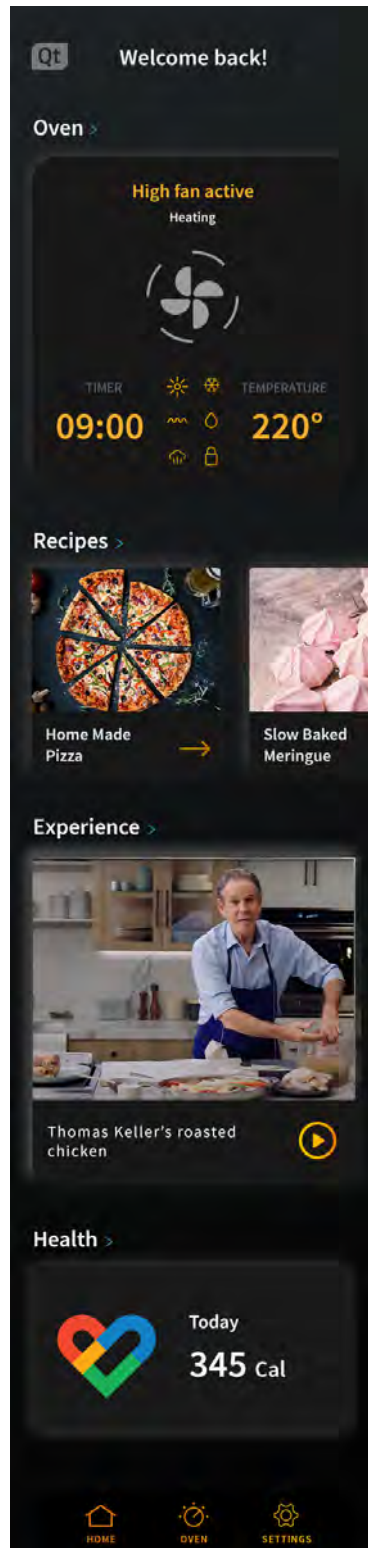 Qt
Welcome back!
Oven >
High fan active
Heating
TIMER
TEMPERATURE
09:00
220°
Recipes >
Home Made
Pizza
Slow Baked
Meringue
Experience >
Thomas Keller's roasted
chicken
Health >
Today
345 Cal
HOME
OVEN
SETTINGS